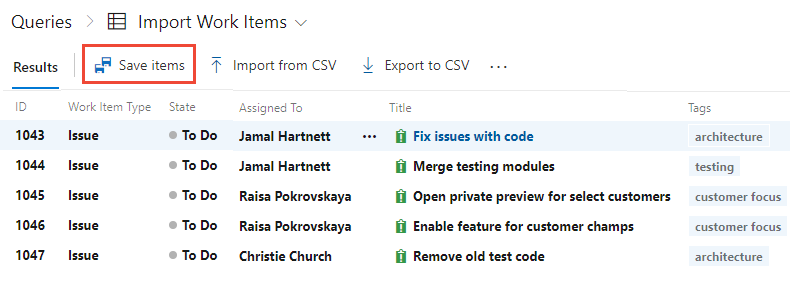 Queries > Import Work Items
Results Save items Import from CSV Export to CSV ...
ID Work Item Type State Assigned To Title Tags
1043 Issue To Do Jamal Hartnett ... Fix issues with code architecture
1044 Issue To Do Jamal Hartnett Merge testing modules testing
1045 Issue To Do Raisa Pokrovskaya Open private preview for select customers customer focus
1046 Issue To Do Raisa Pokrovskaya Enable feature for customer champs customer focus
1047 Issue To Do Christie Church Remove old test code architecture